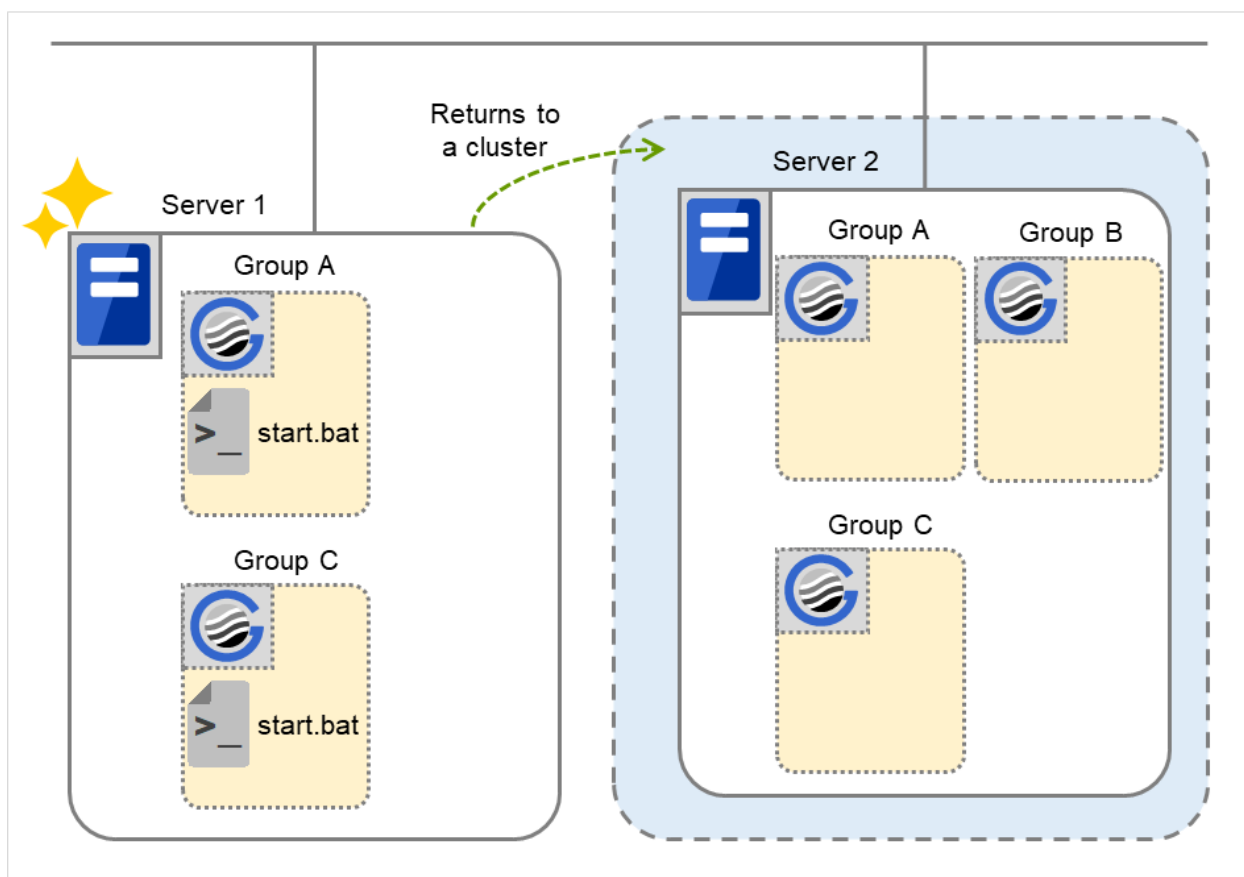 Returns to
a cluster
Server 1
Group A
>_ start.bat
Group C
>_ start.bat
Server 2
Group A
Group B
Group C